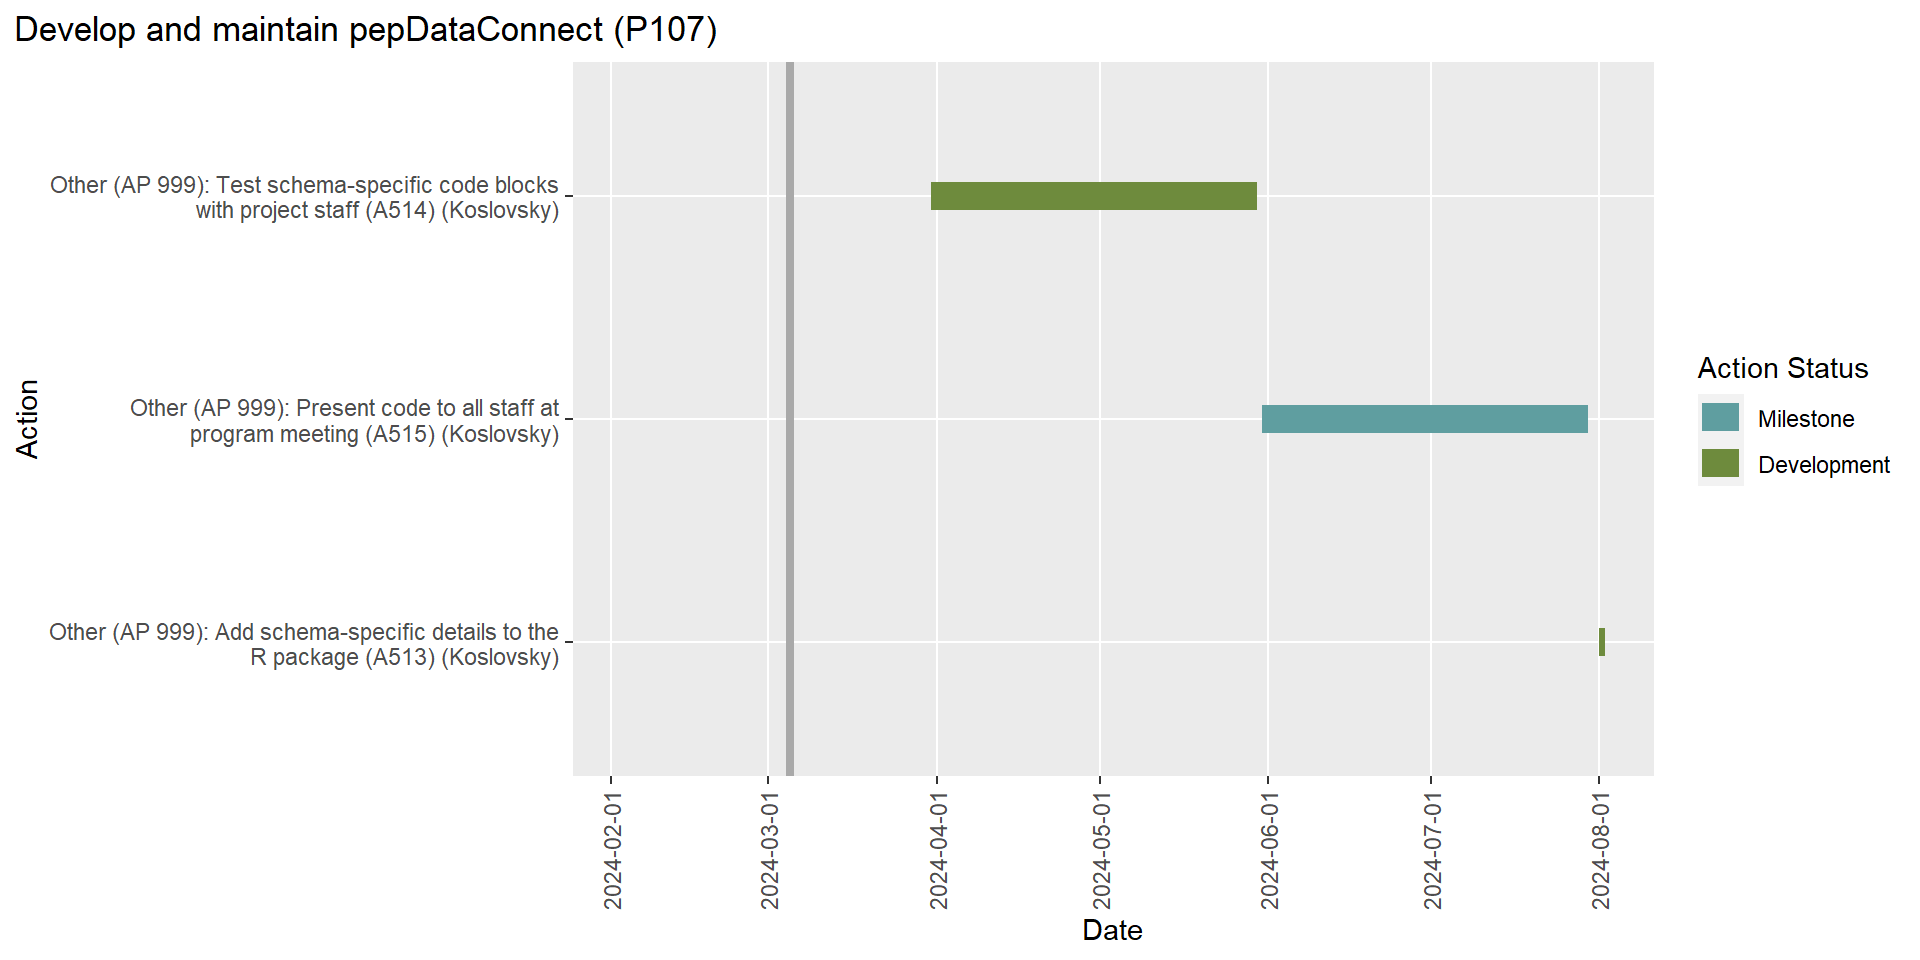 Develop and maintain pepDataConnect (P107)
Other (AP 999): Test schema-specific code blocks
with project staff (A514) (Koslovsky)
Other (AP 999): Present code to all staff at
program meeting (A515) (Koslovsky)
Other (AP 999): Add schema-specific details to the
R package (A513) (Koslovsky)
Action
2024-02-01
2024-03-01
2024-04-01
2024-05-01
2024-06-01
2024-07-01
2024-08-01
Date
Action Status
Milestone
Development